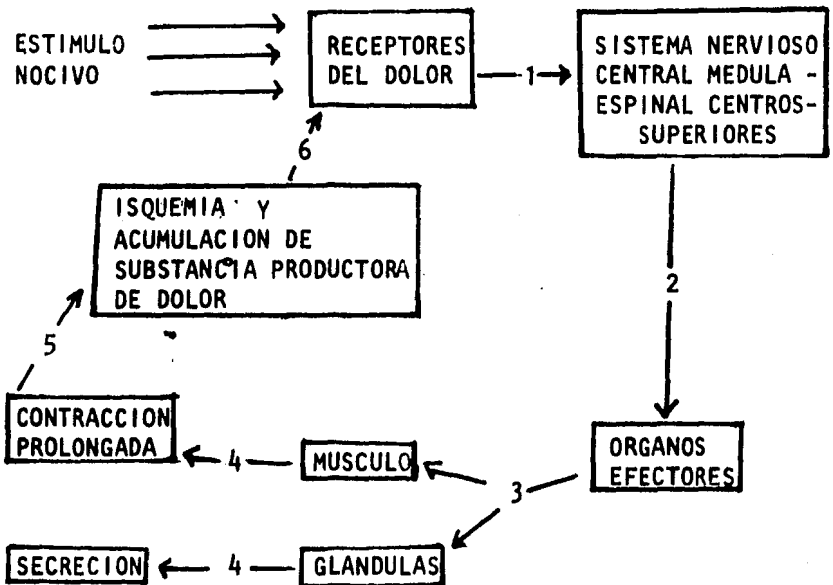 ESTIMULO
NOCIVO
RECEPTORES
DEL DOLOR
1
SISTEMA NERVIOSO
CENTRAL MEDULA -
ESPINAL CENTROS-
SUPERIORES
6
ISQUEMIA Y
ACUMULACION DE
SUBSTANCIA PRODUCTORA
DE DOLOR
2
5
CONTRACCION
PROLONGADA
4
MUSCULO
3
ORGANOS
EFECTORES
SECRECION
4
GLANDULAS